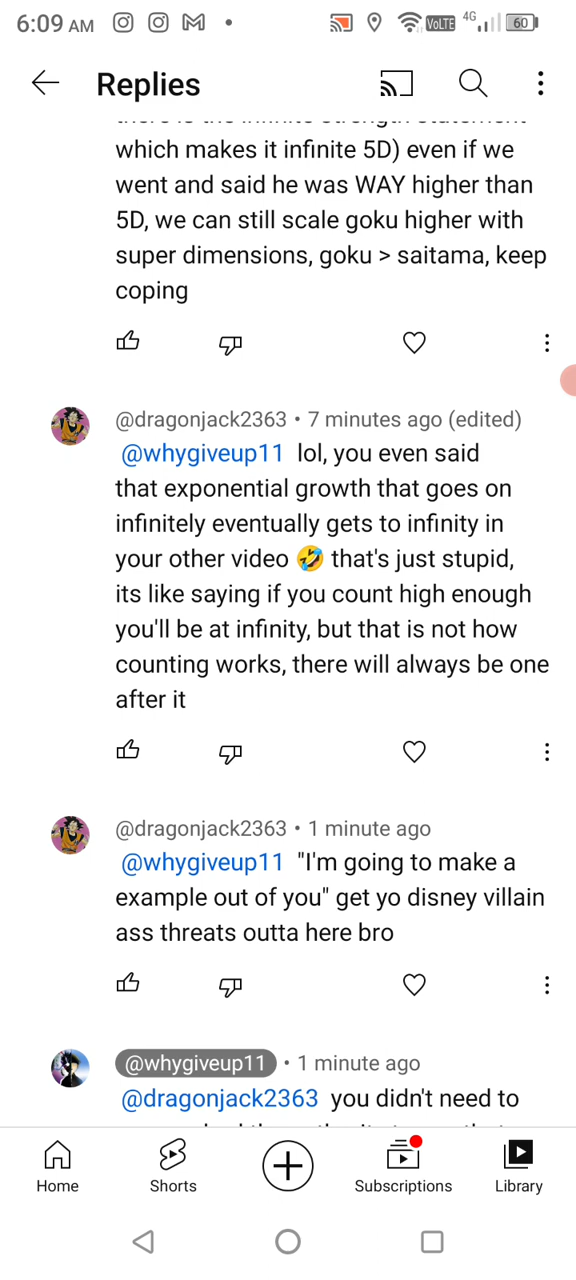 6:09 AM VoLTE 4G 60
Replies
which makes it infinite 5D) even if we
went and said he was WAY higher than
5D, we can still scale goku higher with
super dimensions, goku > saitama, keep
coping
@dragonjack2363 • 7 minutes ago (edited)
@whygiveup11 lol, you even said
that exponential growth that goes on
infinitely eventually gets to infinity in
your other video 🤣 that's just stupid,
its like saying if you count high enough
you'll be at infinity, but that is not how
counting works, there will always be one
after it
@dragonjack2363 • 1 minute ago
@whygiveup11 "I'm going to make a
example out of you" get yo disney villain
ass threats outta here bro
@whygiveup11 • 1 minute ago
@dragonjack2363 you didn't need to
Home Shorts Subscriptions Library